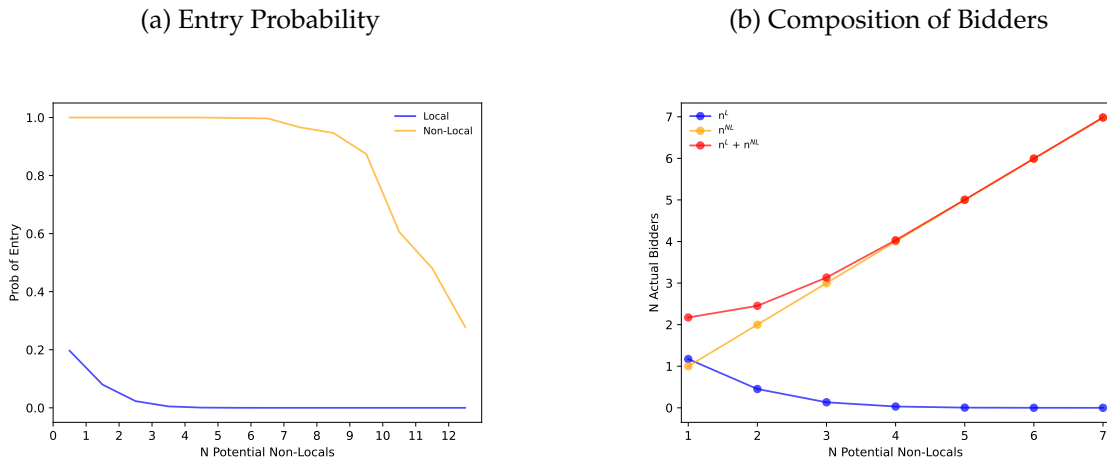 (a) Entry Probability
1.0
0.8
0.6
0.4
0.2
0.0
Prob of Entry
Local
Non-Local
0 1 2 3 4 5 6 7 8 9 10 11 12
N Potential Non-Locals
(b) Composition of Bidders
7
6
5
4
3
2
1
0
N Actual Bidders
n^L
n^NL
n^L + n^NL
1 2 3 4 5 6 7
N Potential Non-Locals